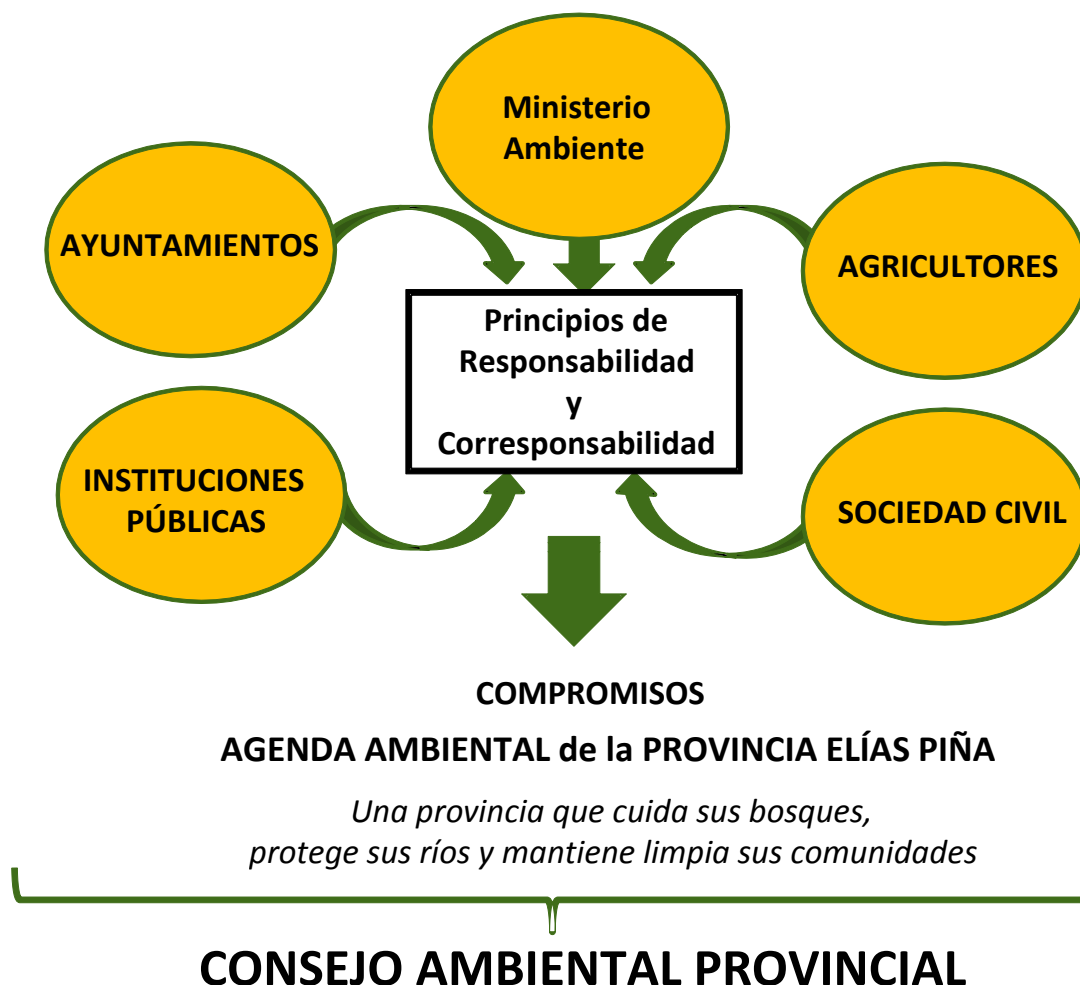 Ministerio
Ambiente
AYUNTAMIENTOS
AGRICULTORES
Principios de
Responsabilidad
y
Corresponsabilidad
INSTITUCIONES
PÚBLICAS
SOCIEDAD CIVIL
COMPROMISOS
AGENDA AMBIENTAL de la PROVINCIA ELÍAS PIÑA
Una provincia que cuida sus bosques,
protege sus ríos y mantiene limpia sus comunidades
CONSEJO AMBIENTAL PROVINCIAL